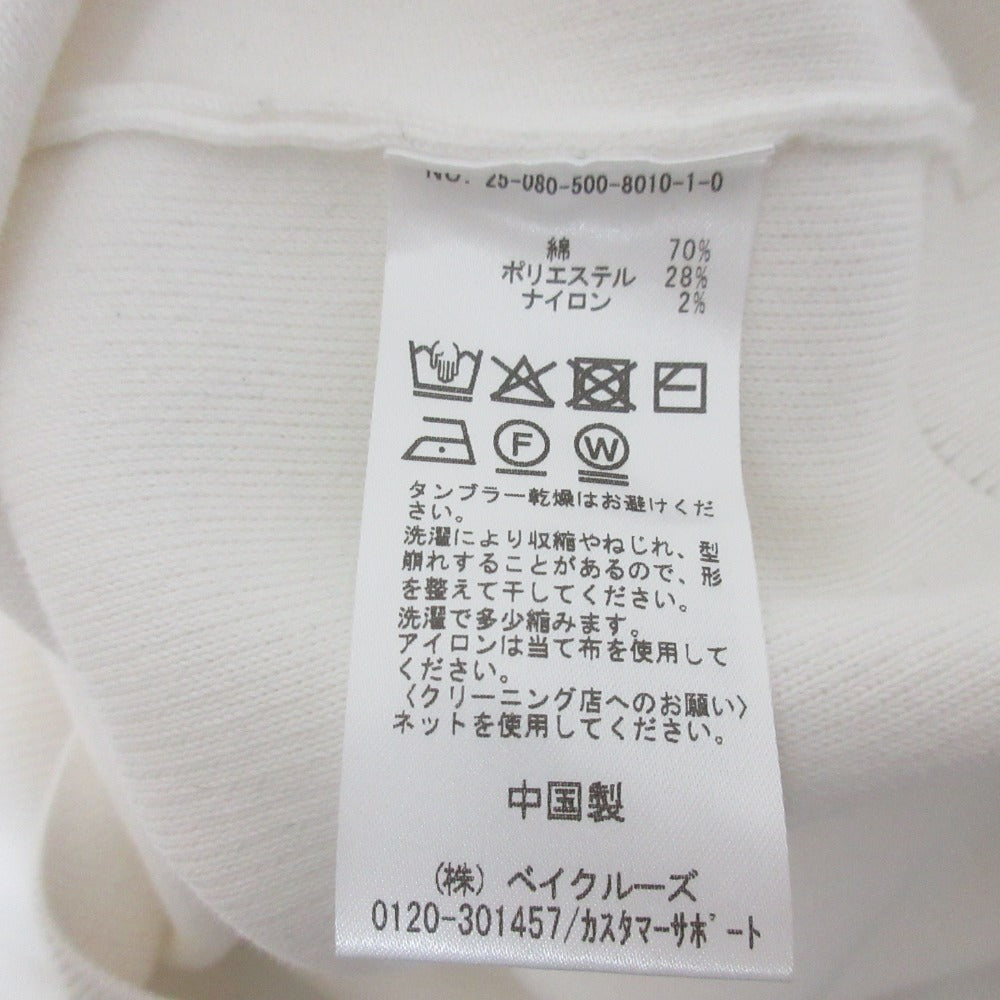 NO. 25-080-500-8010-1-0
綿 70%
ポリエステル 28%
ナイロン 2%
F W
タンブラー乾燥はお避けくだ
さい。
洗濯により収縮やねじれ、型
崩れすることがあるので、形
を整えて干してください。
洗濯で多少縮みます。
アイロンは当て布を使用して
ください。
〈クリーニング店へのお願い〉
ネットを使用してください。
中国製
(株) ベイクルーズ
0120-301457/カスタマーサポート